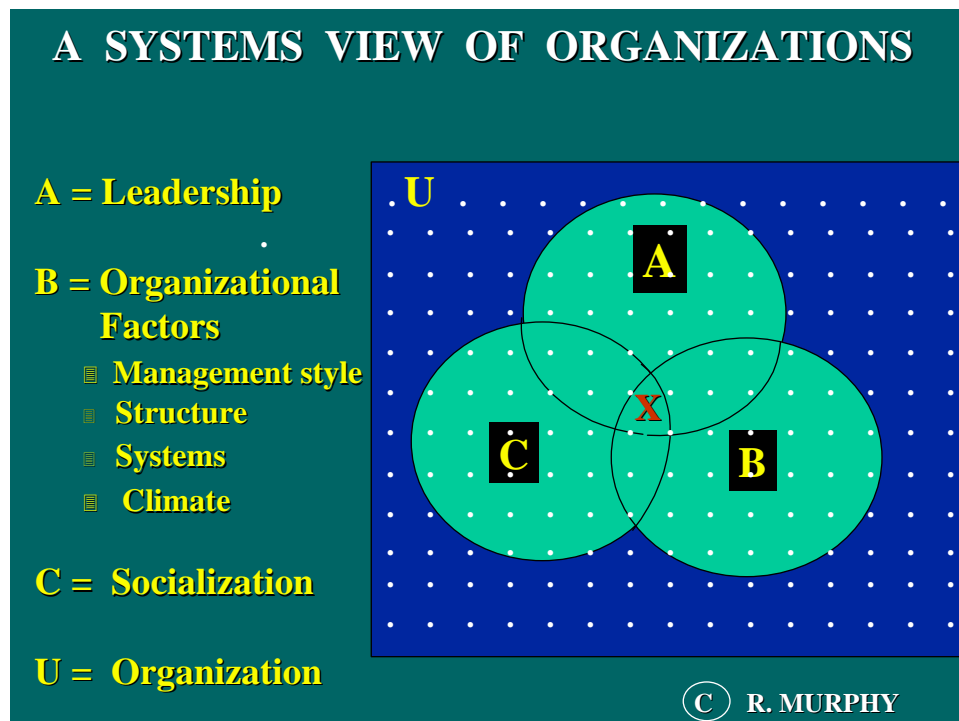 A SYSTEMS VIEW OF ORGANIZATIONS
A = Leadership
B = Organizational
Factors
Management style
Structure
Systems
Climate
C = Socialization
U = Organization
U
A
X
C
B
C R. MURPHY